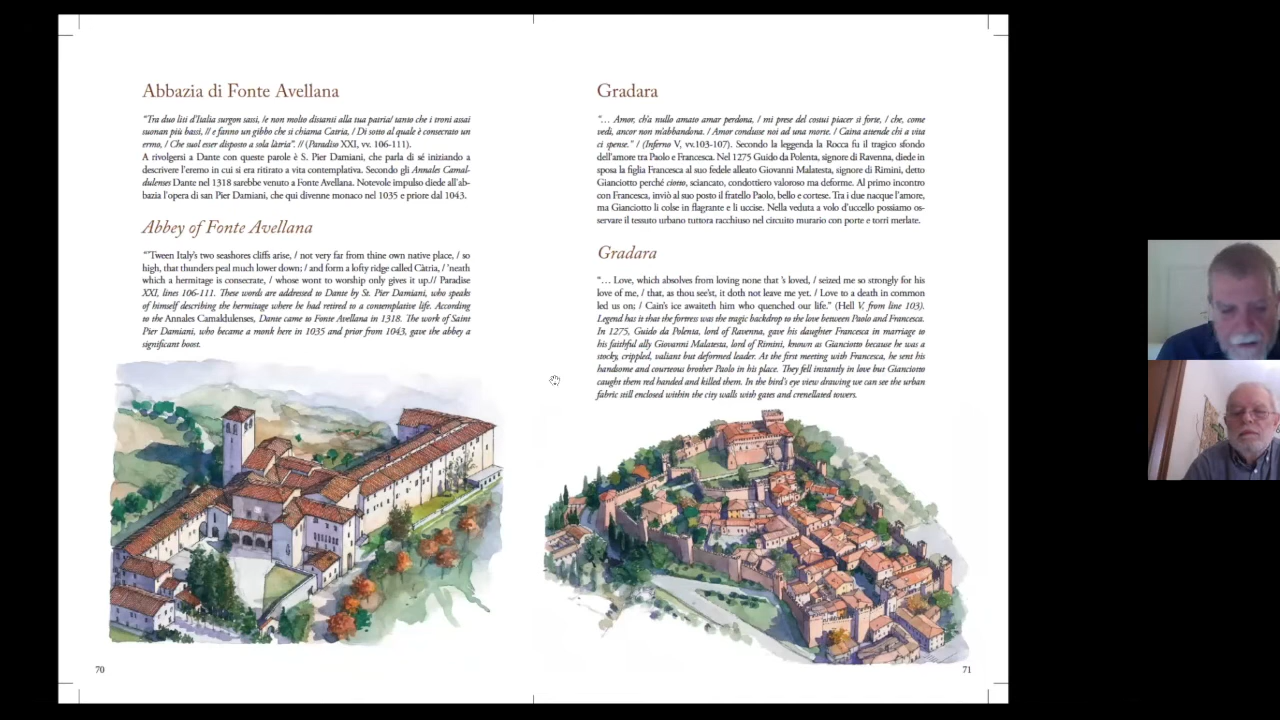 Abbazia di Fonte Avellana
“Tra duo liti d'Italia surgon sassi, /e non molto distanti alla tua patria/ tanto che i troni assai
suonan più bassi, // e fanno un gibbo che si chiama Catria, / Di sotto al quale è consecrato un
ermo, / Che suol esser disposto a sola làtria”. // (Paradiso XXI, vv. 106-111).
A rivolgersi a Dante con queste parole è S. Pier Damiani, che parla di sé iniziando a
descrivere l'eremo in cui si era ritirato a vita contemplativa. Secondo gli Annales Camal-
dulenses Dante nel 1318 sarebbe venuto a Fonte Avellana. Notevole impulso diede all'ab-
bazia l'opera di san Pier Damiani, che qui divenne monaco nel 1035 e priore dal 1043.
Abbey of Fonte Avellana
“'Tween Italy's two seashores cliffs arise, / not very far from thine own native place, / so
high, that thunders peal much lower down; / and form a lofty ridge called Càtria, / 'neath
which a hermitage is consecrate, / whose wont to worship only gives it up.// Paradise
XXI, lines 106-111. These words are addressed to Dante by St. Pier Damiani, who speaks
of himself describing the hermitage where he had retired to a contemplative life. According
to the Annales Camaldulenses, Dante came to Fonte Avellana in 1318. The work of Saint
Pier Damiani, who became a monk here in 1035 and prior from 1043, gave the abbey a
significant boost.
70
Gradara
“… Amor, ch'a nullo amato amar perdona, / mi prese del costui piacer sì forte, / che, come
vedi, ancor non m'abbandona. / Amor condusse noi ad una morte. / Caina attende chi a vita
ci spense.” / (Inferno V, vv.103-107). Secondo la leggenda la Rocca fu il tragico sfondo
dell'amore tra Paolo e Francesca. Nel 1275 Guido da Polenta, signore di Ravenna, diede in
sposa la figlia Francesca al suo fedele alleato Giovanni Malatesta, signore di Rimini, detto
Gianciotto perché ciotto, sciancato, condottiero valoroso ma deforme. Al primo incontro
con Francesca, inviò al suo posto il fratello Paolo, bello e cortese. Tra i due nacque l'amore,
ma Gianciotto li colse in flagrante e li uccise. Nella veduta a volo d'uccello possiamo os-
servare il tessuto urbano tuttora racchiuso nel circuito murario con porte e torri merlate.
Gradara
“… Love, which absolves from loving none that 's loved, / seized me so strongly for his
love of me, / that, as thou see'st, it doth not leave me yet. / Love to a death in common
led us on; / Cain's ice awaiteth him who quenched our life.” (Hell V, from line 103).
Legend has it that the fortress was the tragic backdrop to the love between Paolo and Francesca.
In 1275, Guido da Polenta, lord of Ravenna, gave his daughter Francesca in marriage to
his faithful ally Giovanni Malatesta, lord of Rimini, known as Gianciotto because he was a
stocky, crippled, valiant but deformed leader. At the first meeting with Francesca, he sent his
handsome and courteous brother Paolo in his place. They fell instantly in love but Gianciotto
caught them red handed and killed them. In the bird's eye view drawing we can see the urban
fabric still enclosed within the city walls with gates and crenellated towers.
71